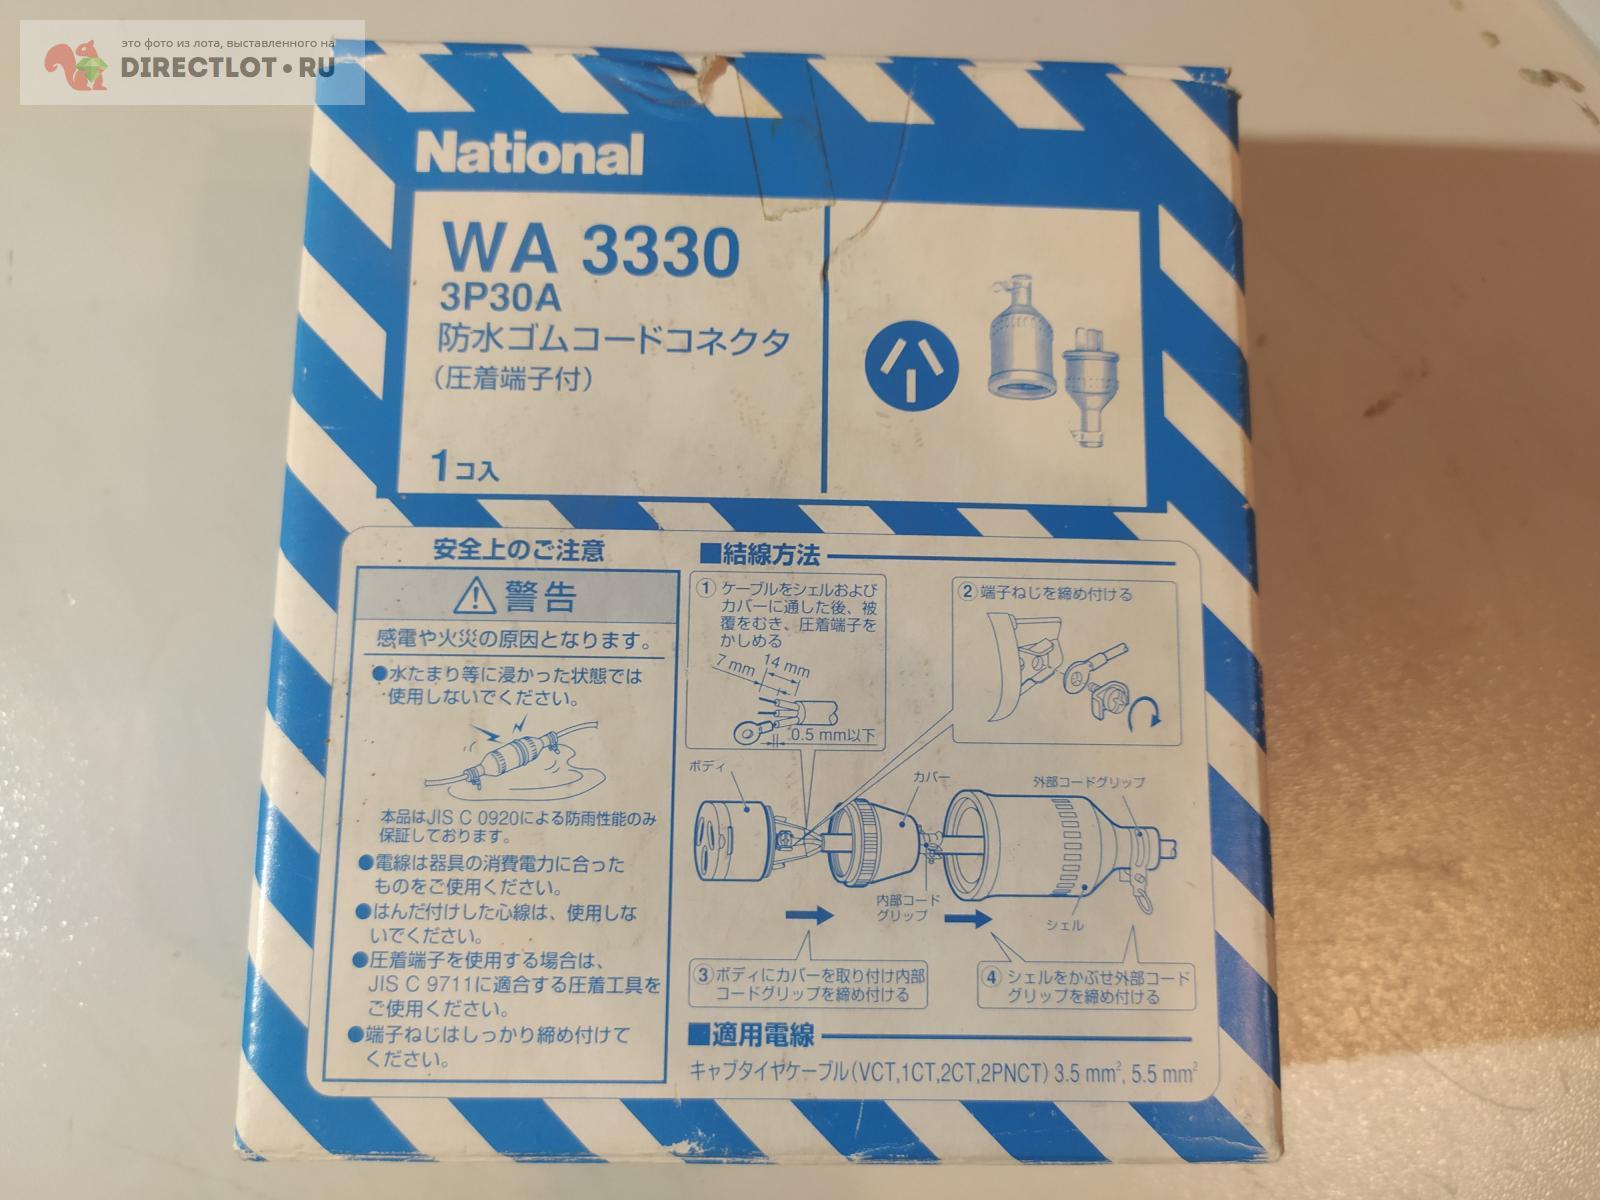 это фото из лота, выставленного на
DIRECTLOT•RU
National
WA 3330
3P30A
防水ゴムコードコネクタ
(圧着端子付)
1コ入
安全上のご注意
警告
感電や火災の原因となります。
●水たまり等に浸かった状態では
使用しないでください。
本品はJIS C 0920による防雨性能のみ
保証しております。
●電線は器具の消費電力に合った
ものをご使用ください。
●はんだ付けした心線は、使用しな
いでください。
●圧着端子を使用する場合は、
JIS C 9711に適合する圧着工具を
ご使用ください。
●端子ねじはしっかり締め付けて
ください。
■結線方法
① ケーブルをシェルおよび
カバーに通した後、被
覆をむき、圧着端子を
かしめる
7 mm 14 mm
0.5 mm以下
② 端子ねじを締め付ける
ボディ
カバー
外部コードグリップ
内部コード
グリップ
シェル
③ ボディにカバーを取り付け内部
コードグリップを締め付ける
④ シェルをかぶせ外部コード
グリップを締め付ける
■適用電線
キャブタイヤケーブル(VCT,1CT,2CT,2PNCT) 3.5 mm², 5.5 mm²